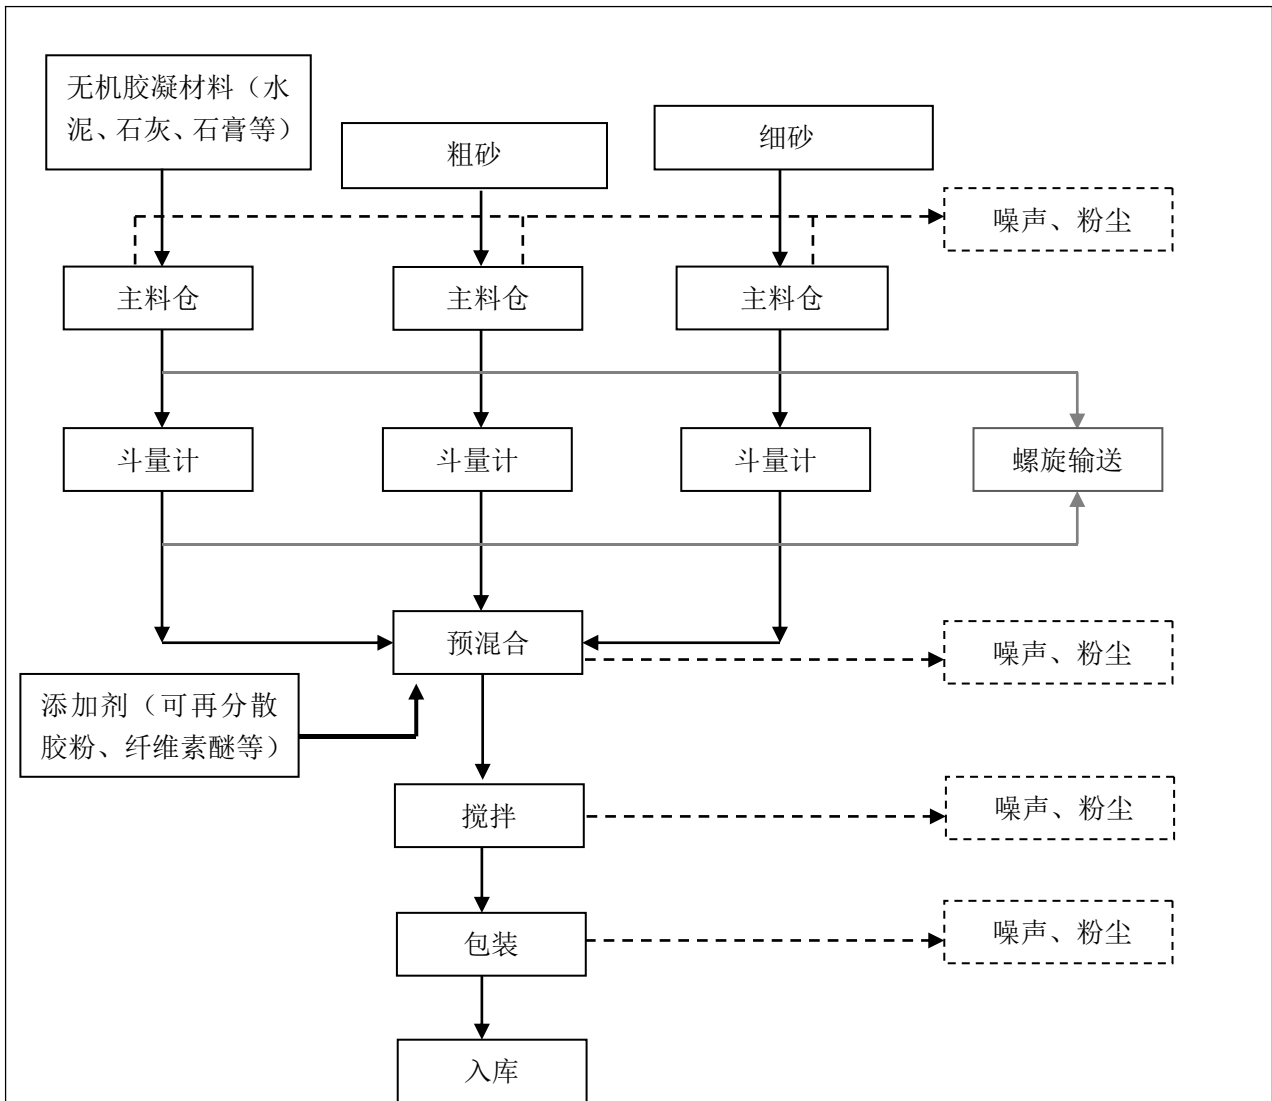 无机胶凝材料（水
泥、石灰、石膏等）
粗砂
细砂
噪声、粉尘
主料仓
主料仓
主料仓
斗量计
斗量计
斗量计
螺旋输送
预混合
噪声、粉尘
添加剂（可再分散
胶粉、纤维素醚等）
搅拌
噪声、粉尘
包装
噪声、粉尘
入库